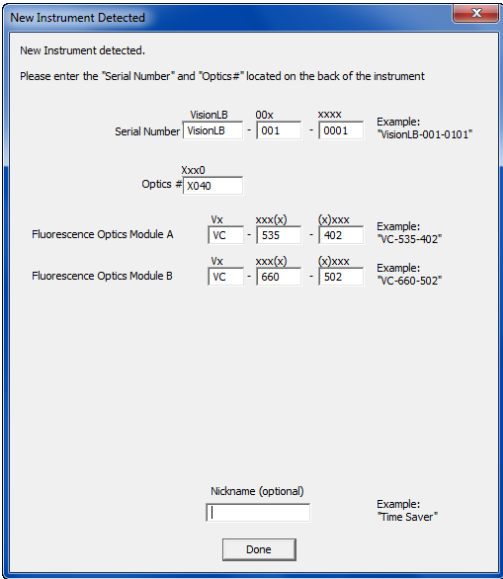 New Instrument Detected
New Instrument detected.
Please enter the "Serial Number" and "Optics#" located on the back of the instrument
VisionLB 00x xxxx
Serial Number VisionLB - 001 - 0001
Example:
"VisionLB-001-0101"
Xxx0
Optics # X040
Vx xxx(x) (x)xxx
Fluorescence Optics Module A VC - 535 - 402
Example:
"VC-535-402"
Vx xxx(x) (x)xxx
Fluorescence Optics Module B VC - 660 - 502
Example:
"VC-660-502"
Nickname (optional)
Example:
"Time Saver"
Done